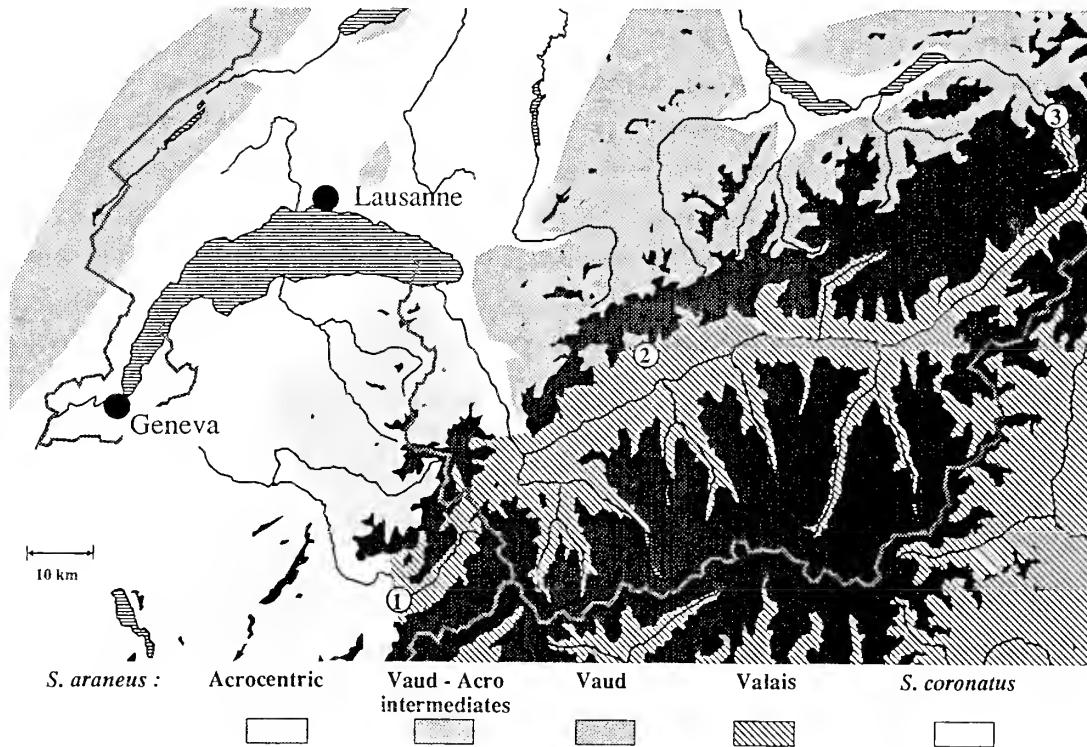 3
Lausanne
2
Geneva
10 km
1
S. araneus : Acrocentric Vaud - Acro intermediates Vaud Valais S. coronatus